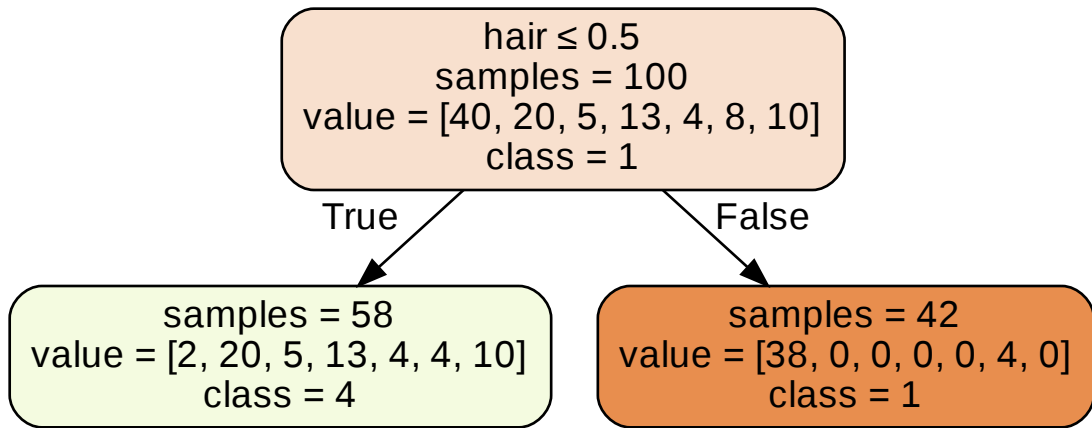 hair ≤ 0.5
samples = 100
value = [40, 20, 5, 13, 4, 8, 10]
class = 1
True
False
samples = 58
value = [2, 20, 5, 13, 4, 4, 10]
class = 4
samples = 42
value = [38, 0, 0, 0, 0, 4, 0]
class = 1